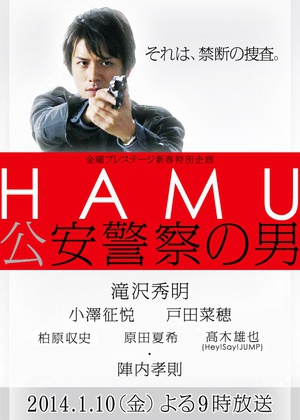 それは、禁断の捜査。
金曜プレステージ新春特別企画
HAMU
公安警察の男
滝沢秀明
小澤征悦 戸田菜穂
柏原収史 原田夏希 髙木雄也
(Hey!Say!JUMP)
・
陣内孝則
2014.1.10(金)よる9時放送